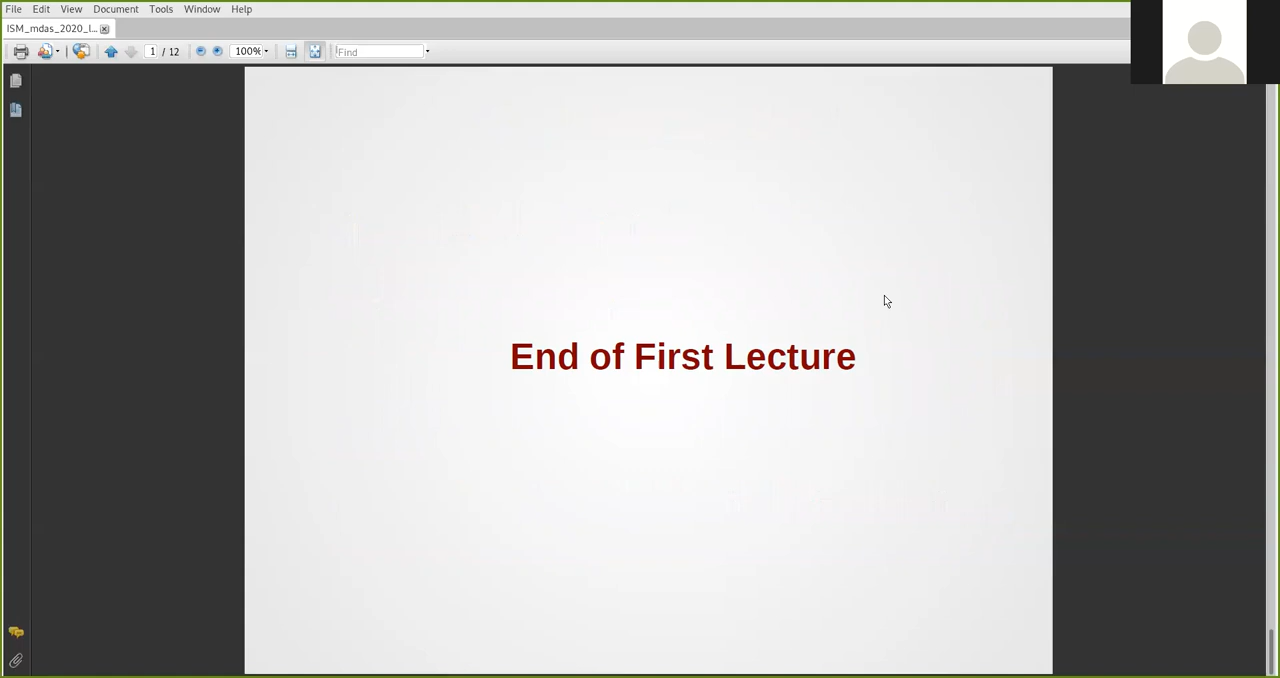 File Edit View Document Tools Window Help
ISM_mdas_2020_l...
1 / 12 100% Find
End of First Lecture